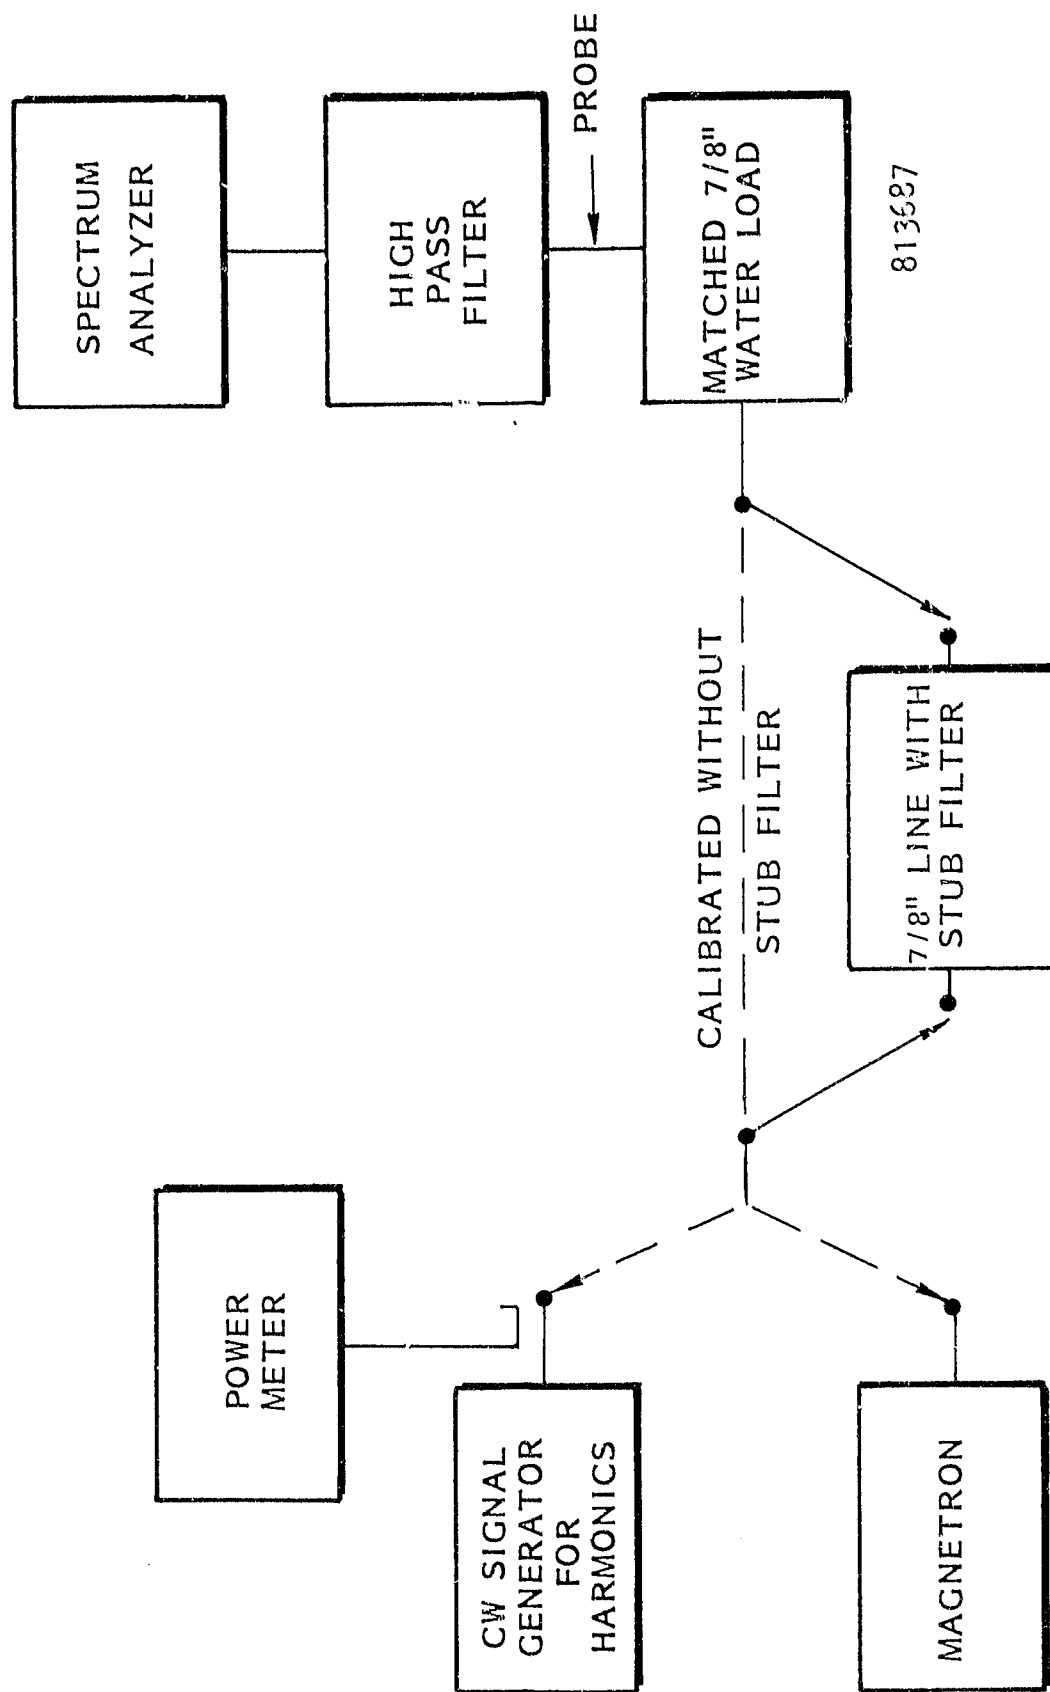 POWER
METER
CW SIGNAL
GENERATOR
FOR
HARMONICS
MAGNETRON
CALIBRATED WITHOUT
STUB FILTER
7/8" LINE WITH
STUB FILTER
SPECTRUM
ANALYZER
HIGH
PASS
FILTER
PROBE
MATCHED 7/8"
WATER LOAD
813687